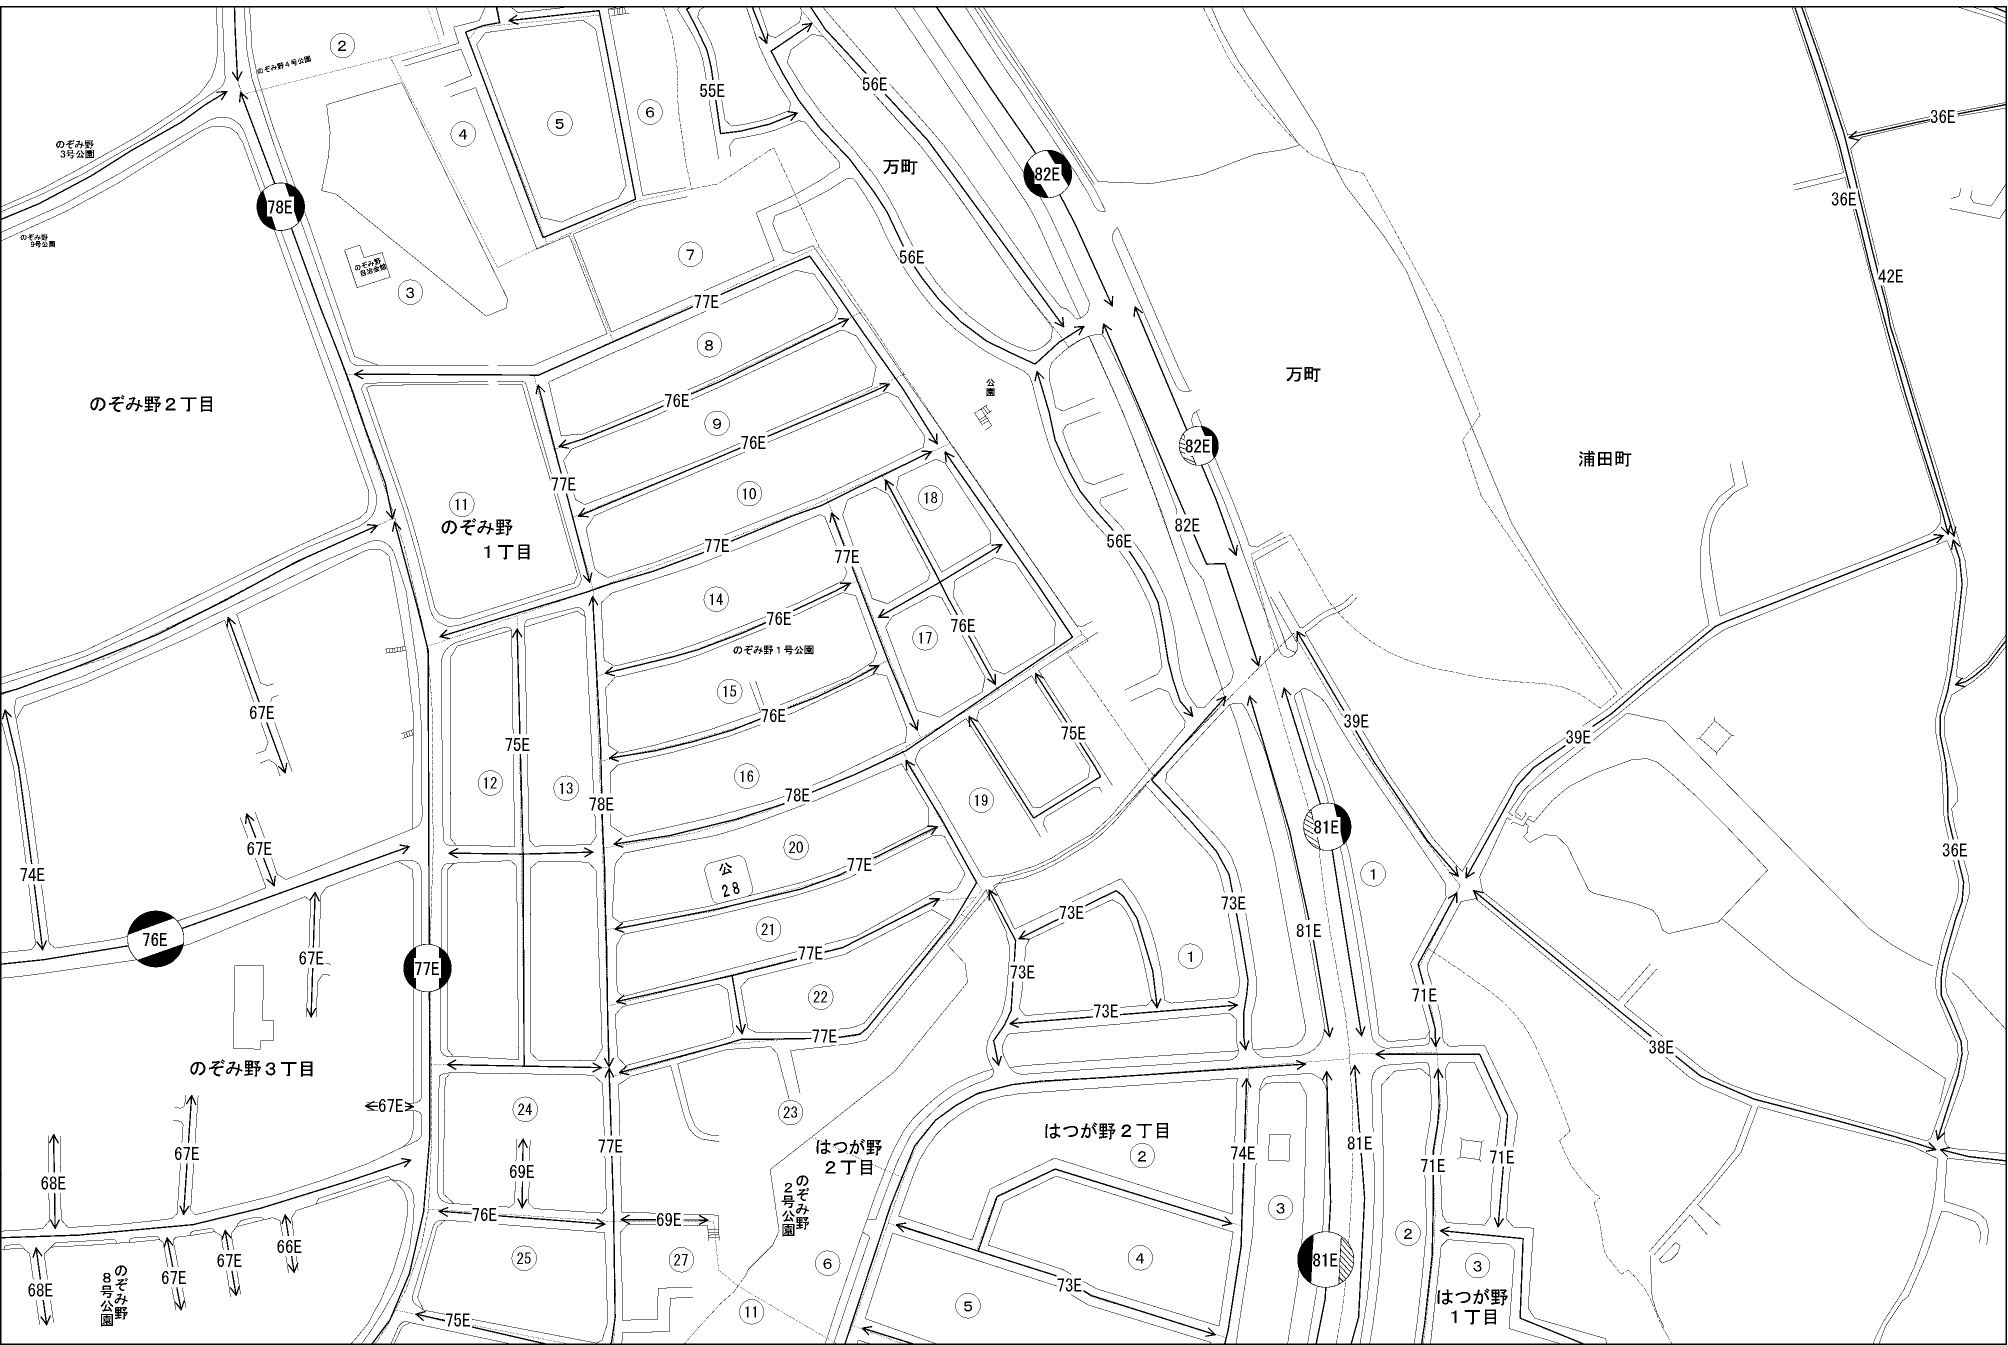 ②
のぞみ野4号公園
④
⑤
⑥
55E
56E
82E
36E
のぞみ野
3号公園
万町
78E
36E
のぞみ野
9号公園
のぞみ野
自治会館
③
⑦
56E
42E
77E
⑧
万町
公園
のぞみ野2丁目
76E
⑨
76E
82E
浦田町
77E
⑩
⑱
⑪
のぞみ野
1丁目
82E
56E
77E
77E
⑭
76E
76E
⑰
のぞみ野1号公園
⑮
67E
76E
75E
39E
39E
75E
⑫
⑬
⑯
78E
78E
⑲
81E
67E
⑳
36E
77E
公
28
①
74E
73E
73E
76E
㉑
81E
77E
①
67E
77E
73E
㉒
71E
73E
77E
38E
のぞみ野3丁目
67E
㉔
㉓
はつが野2丁目
②
77E
はつが野
2丁目
81E
67E
74E
71E
71E
69E
68E
のぞみ野
2号公園
③
76E
69E
②
66E
67E
67E
㉕
㉗
⑥
④
81E
③
68E
のぞみ野
8号公園
73E
はつが野
1丁目
75E
⑪
⑤